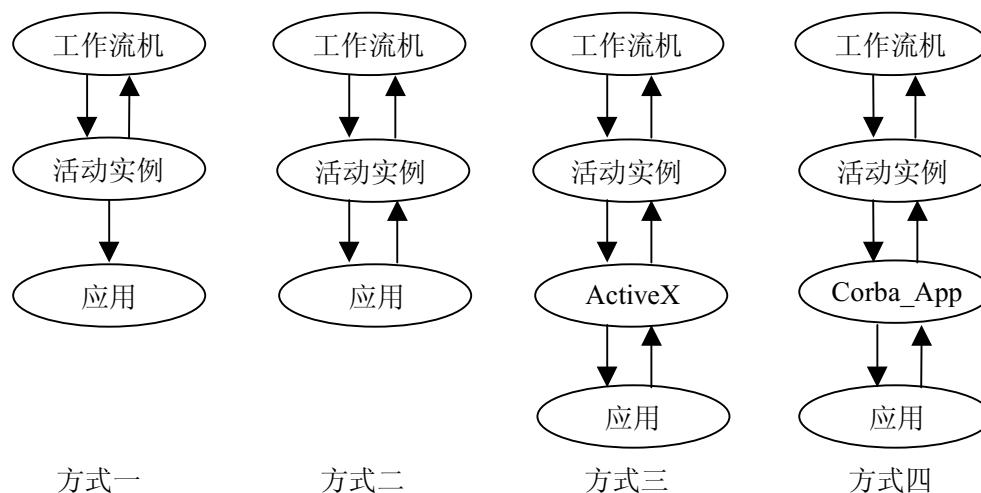 工作流机 工作流机 工作流机 工作流机
活动实例 活动实例 活动实例 活动实例
应用 应用 ActiveX Corba_App
应用 应用
方式一 方式二 方式三 方式四